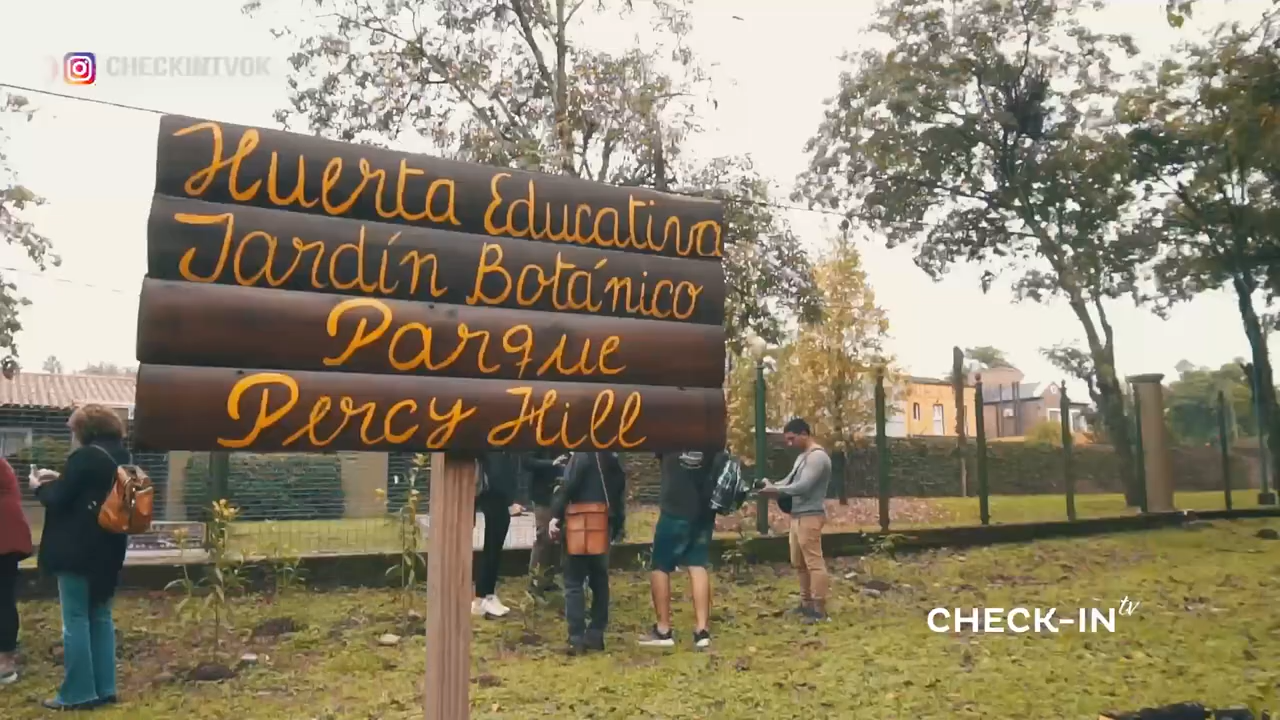 CHECKINTVOK
Huerta Educativa
Jardín Botánico
Parque
Percy Hill
CHECK-IN tv